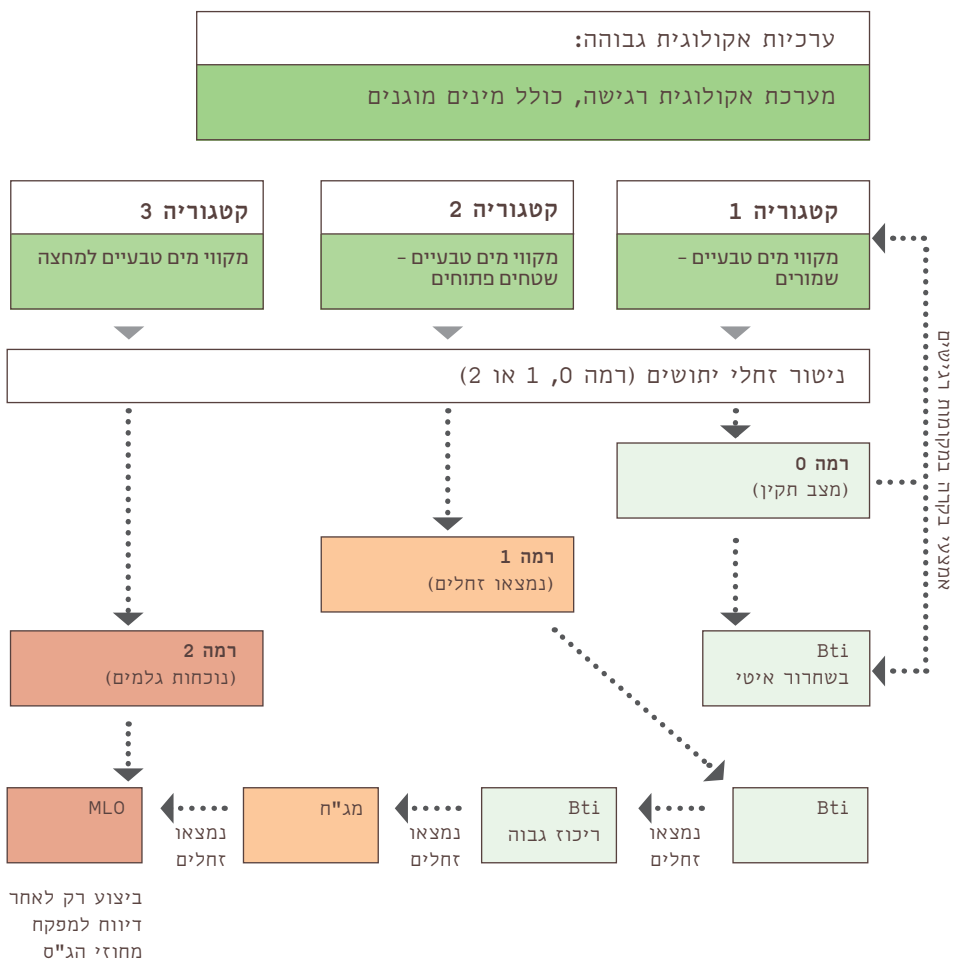 ערכיות אקולוגית גבוהה:
מערכת אקולוגית רגישה, כולל מינים מוגנים
קטגוריה 1
מקווי מים טבעיים -
שמורים
קטגוריה 2
מקווי מים טבעיים -
שטחים פתוחים
קטגוריה 3
מקווי מים טבעיים למחצה
ניטור זחלי יתושים (רמה 0, 1 או 2)
רמה 0
(מצב תקין)
אמצעי בקרה במקומות רגישים
רמה 1
(נמצאו זחלים)
רמה 2
(נוכחות גלמים)
Bti
בשחרור איטי
Bti
נמצאו
זחלים
Bti
ריכוז גבוה
נמצאו
זחלים
מג"ח
נמצאו
זחלים
MLO
ביצוע רק לאחר
דיווח למפקח
מחוזי הג"ס